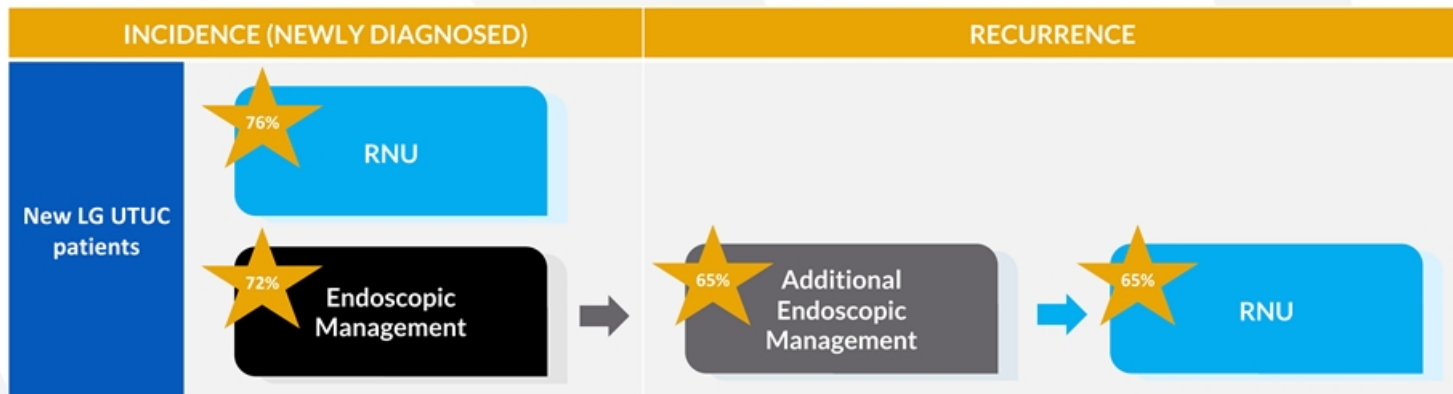 INCIDENCE (NEWLY DIAGNOSED)
RECURRENCE
New LG UTUC
patients
76%
RNU
72%
Endoscopic
Management
65%
Additional
Endoscopic
Management
65%
RNU